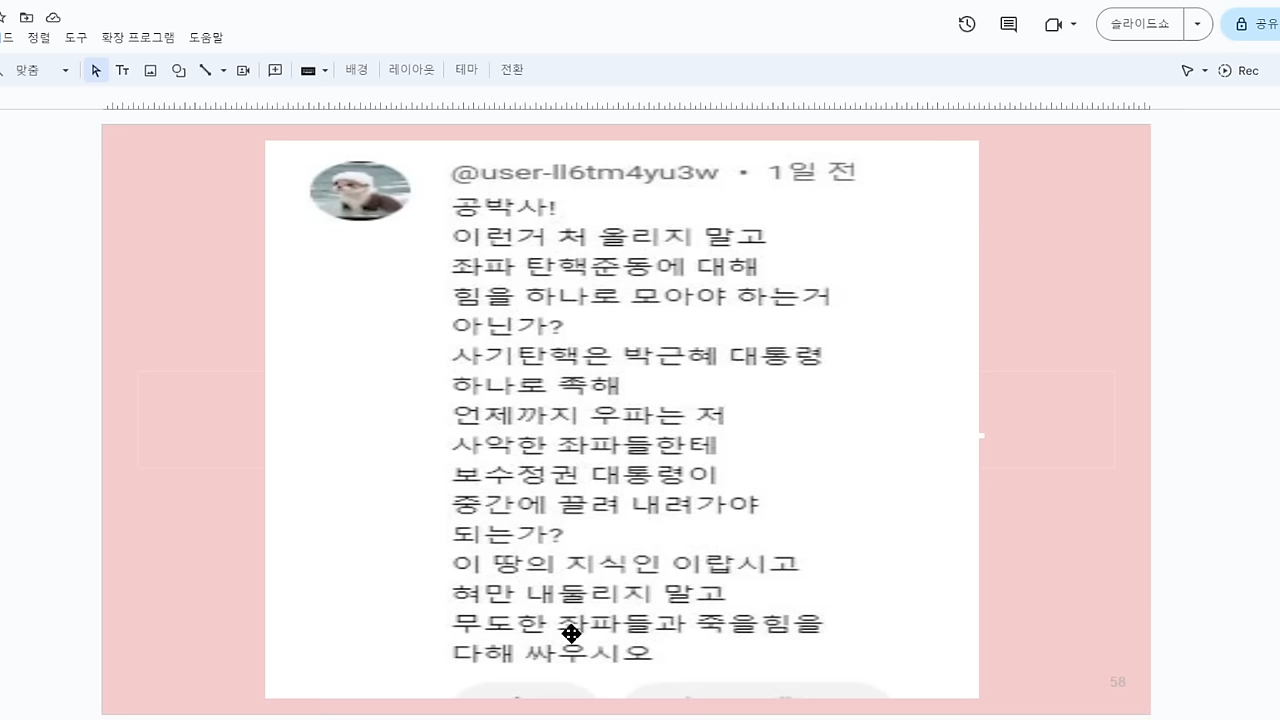 드 정렬 도구 확장 프로그램 도움말
슬라이드쇼
공유
맞춤
Tт
배경 레이아웃 테마 전환
Rec
@user-ll6tm4yu3w • 1일 전
공박사!
이런거 처 올리지 말고
좌파 탄핵준동에 대해
힘을 하나로 모아야 하는거
아닌가?
사기탄핵은 박근혜 대통령
하나로 족해
언제까지 우파는 저
사악한 좌파들한테
보수정권 대통령이
중간에 끌려 내려가야
되는가?
이 땅의 지식인 이랍시고
혀만 내둘리지 말고
무도한 좌파들과 죽을힘을
다해 싸우시오
58